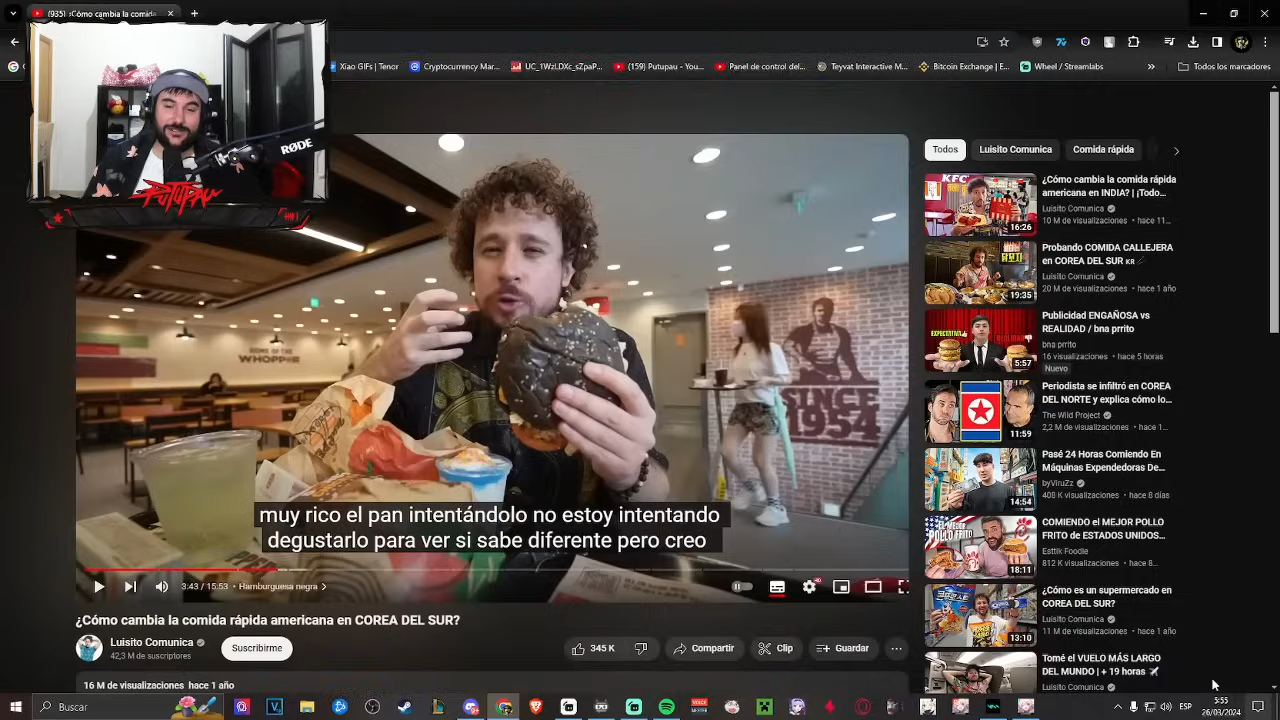 (935) ¿Cómo cambia la comida
Xiao GIFs | Tenor
Cryptocurrency Mar...
UC_1WzLDXc_sZpaP...
(159) Putupau - You...
Panel de control del...
Teyvat Interactive M...
Bitcoin Exchange | E...
Wheel / Streamlabs
Todos los marcadores
RØDE
PUTUPAU
HOME OF THE
WHOPPER
SINCE
1954
muy rico el pan intentándolo no estoy intentando
degustarlo para ver si sabe diferente pero creo
3:43 / 15:53 • Hamburguesa negra
¿Cómo cambia la comida rápida americana en COREA DEL SUR?
Luisito Comunica
42,3 M de suscriptores
Suscribirme
345 K
Compartir
Clip
Guardar
16 M de visualizaciones hace 1 año
Todos
Luisito Comunica
Comida rápida
KFC
16:26
¿Cómo cambia la comida rápida
americana en INDIA? | ¡Todo...
Luisito Comunica
10 M de visualizaciones • hace 11...
19:35
Probando COMIDA CALLEJERA
en COREA DEL SUR
Luisito Comunica
20 M de visualizaciones • hace 1 año
EXPECTATIVA
5:57
Publicidad ENGAÑOSA vs
REALIDAD / bna prrito
bna prrito
16 visualizaciones • hace 5 horas
Nuevo
11:59
Periodista se infiltró en COREA
DEL NORTE y explica cómo lo...
The Wild Project
2,2 M de visualizaciones • hace 1...
14:54
Pasé 24 Horas Comiendo En
Máquinas Expendedoras De...
byViruZz
408 K visualizaciones • hace 8 días
EL MEJOR
POLLO
FRITO
18:11
COMIENDO el MEJOR POLLO
FRITO de ESTADOS UNIDOS...
Esttik Foodie
812 K visualizaciones • hace 1...
13:10
¿Cómo es un supermercado en
COREA DEL SUR?
Luisito Comunica
11 M de visualizaciones • hace 1 año
Tomé el VUELO MÁS LARGO
DEL MUNDO | + 19 horas
Luisito Comunica
Buscar
ESP
5:55
26/03/2024